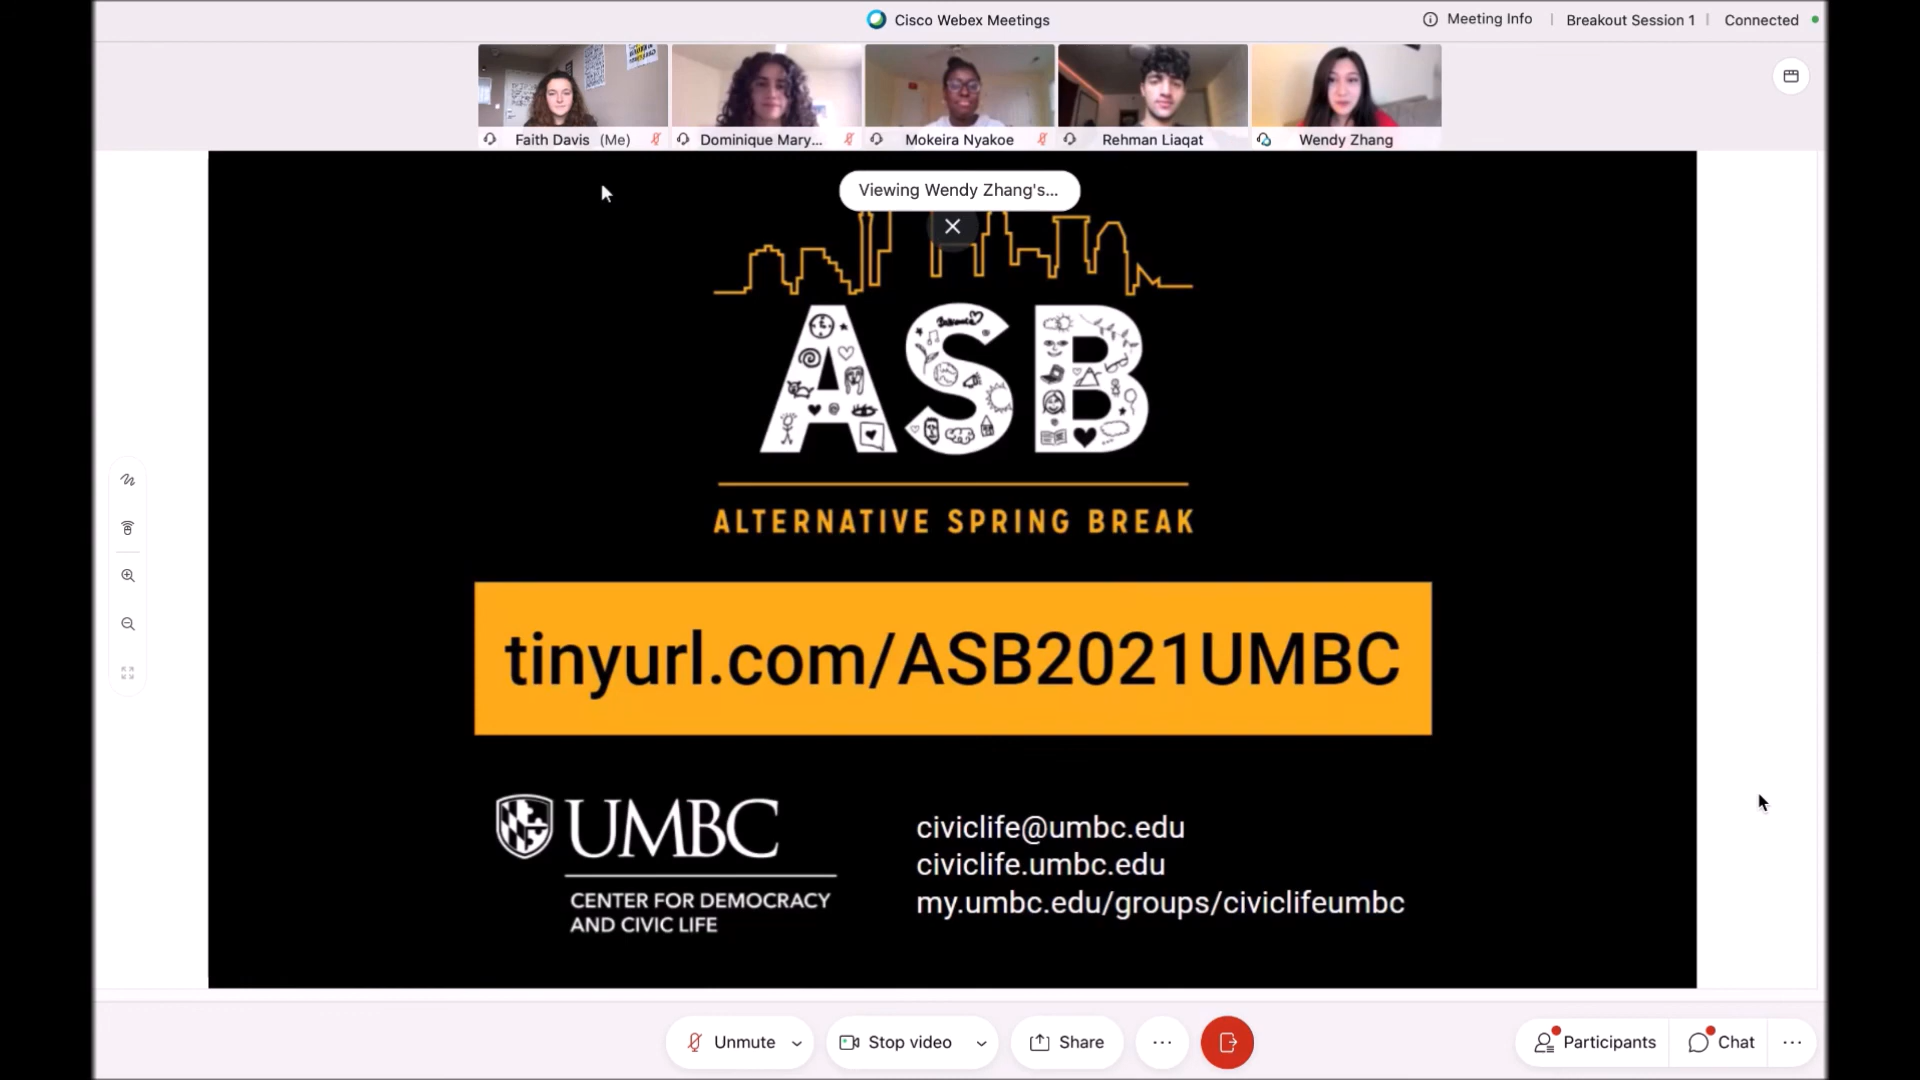 Cisco Webex Meetings
Meeting Info
Breakout Session 1
Connected
Faith Davis (Me)
Dominique Mary...
Mokeira Nyakoe
Rehman Liaqat
Wendy Zhang
Viewing Wendy Zhang's...
ASB
ALTERNATIVE SPRING BREAK
tinyurl.com/ASB2021UMBC
UMBC
CENTER FOR DEMOCRACY
AND CIVIC LIFE
civiclife@umbc.edu
civiclife.umbc.edu
my.umbc.edu/groups/civiclifeumbc
Unmute
Stop video
Share
Participants
Chat